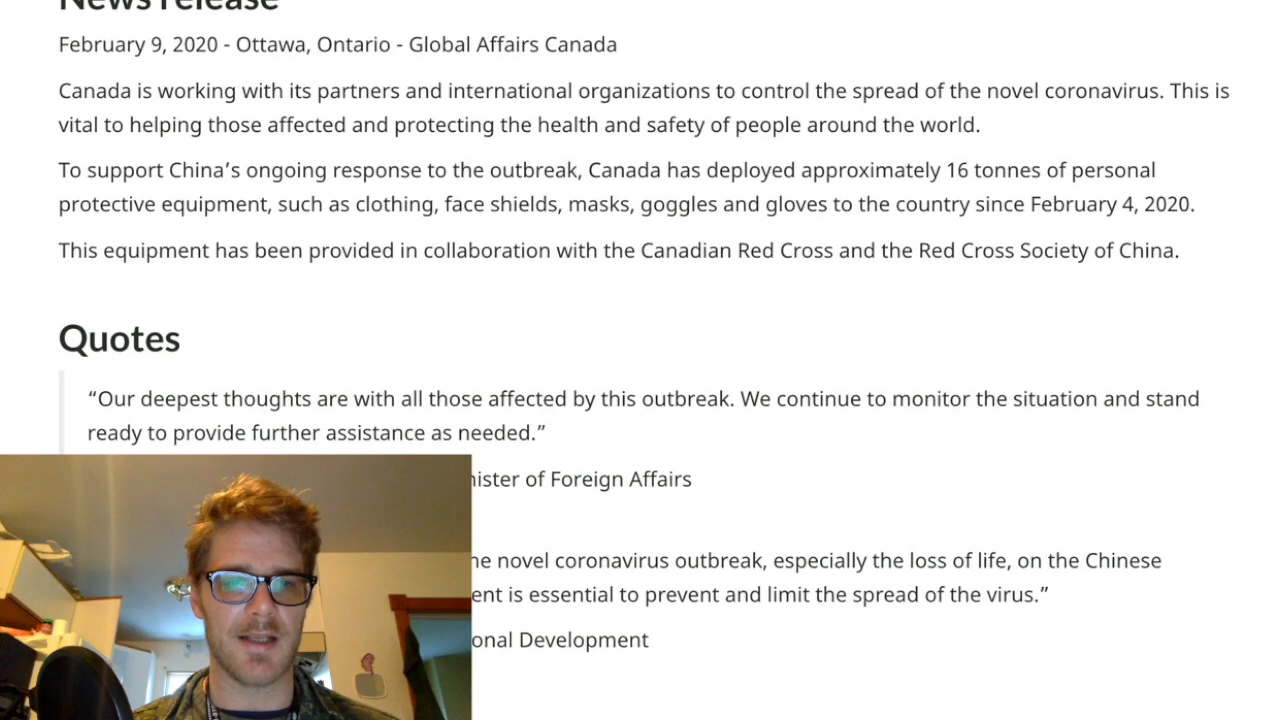 News release
February 9, 2020 - Ottawa, Ontario - Global Affairs Canada
Canada is working with its partners and international organizations to control the spread of the novel coronavirus. This is
vital to helping those affected and protecting the health and safety of people around the world.
To support China’s ongoing response to the outbreak, Canada has deployed approximately 16 tonnes of personal
protective equipment, such as clothing, face shields, masks, goggles and gloves to the country since February 4, 2020.
This equipment has been provided in collaboration with the Canadian Red Cross and the Red Cross Society of China.
Quotes
“Our deepest thoughts are with all those affected by this outbreak. We continue to monitor the situation and stand
ready to provide further assistance as needed.”
of Foreign Affairs
novel coronavirus outbreak, especially the loss of life, on the Chinese
is essential to prevent and limit the spread of the virus.”
Development